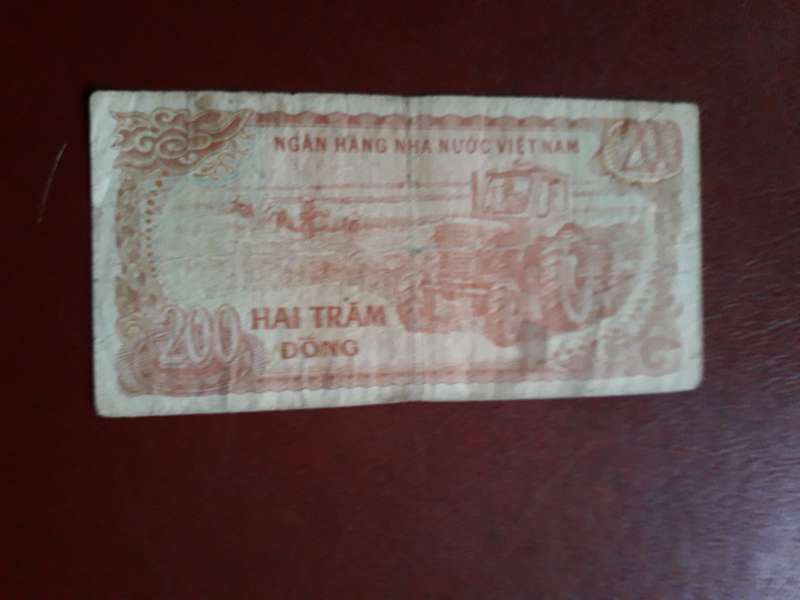 NGÂN HÀNG NHÀ NƯỚC VIỆT NAM
200
200
HAI TRĂM
ĐỒNG